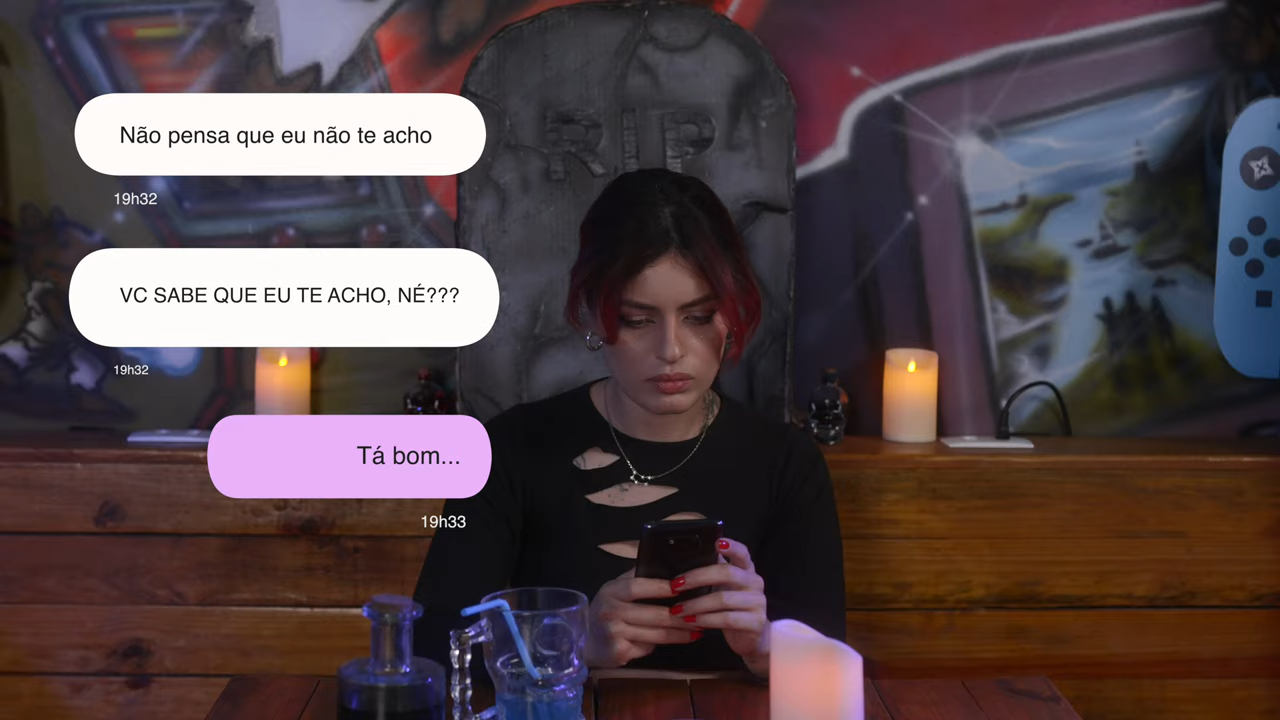 RIP
Não pensa que eu não te acho
19h32
VC SABE QUE EU TE ACHO, NÉ???
19h32
Tá bom...
19h33